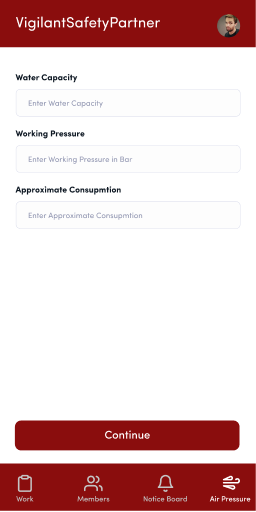 VigilantSafetyPartner
Water Capacity
Enter Water Capacity
Working Pressure
Enter Working Pressure in Bar
Approximate Consupmtion
Enter Approximate Consupmtion
Continue
Work
Members
Notice Board
Air Pressure